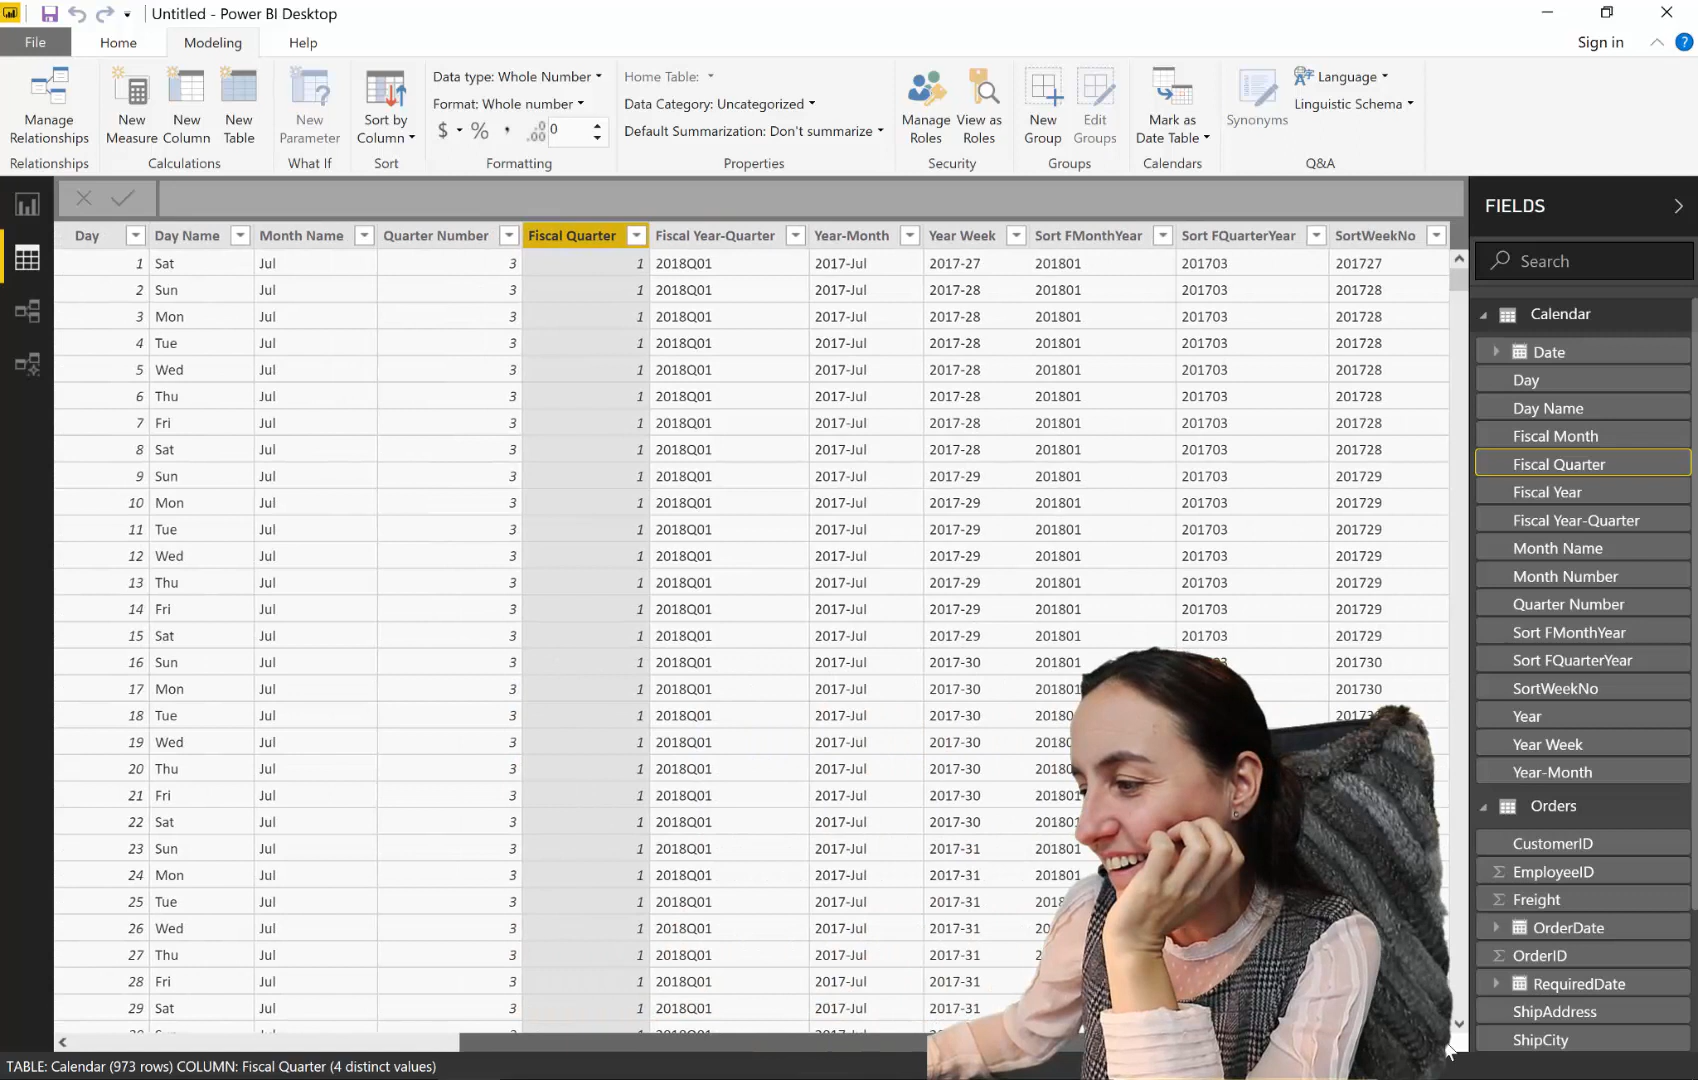 Untitled - Power BI Desktop
File Home Modeling Help Sign in ?
Manage Relationships
New Measure
New Column
New Table
New Parameter
Sort by Column
Data type: Whole Number
Format: Whole number
$ % , .00 0
Home Table:
Data Category: Uncategorized
Default Summarization: Don't summarize
Manage Roles
View as Roles
New Group
Edit Groups
Mark as Date Table
Synonyms
Language
Linguistic Schema
Relationships Calculations What If Sort Formatting Properties Security Groups Calendars Q&A
Day Day Name Month Name Quarter Number Fiscal Quarter Fiscal Year-Quarter Year-Month Year Week Sort FMonthYear Sort FQuarterYear SortWeekNo
1 Sat Jul 3 1 2018Q01 2017-Jul 2017-27 201801 201703 201727
2 Sun Jul 3 1 2018Q01 2017-Jul 2017-28 201801 201703 201728
3 Mon Jul 3 1 2018Q01 2017-Jul 2017-28 201801 201703 201728
4 Tue Jul 3 1 2018Q01 2017-Jul 2017-28 201801 201703 201728
5 Wed Jul 3 1 2018Q01 2017-Jul 2017-28 201801 201703 201728
6 Thu Jul 3 1 2018Q01 2017-Jul 2017-28 201801 201703 201728
7 Fri Jul 3 1 2018Q01 2017-Jul 2017-28 201801 201703 201728
8 Sat Jul 3 1 2018Q01 2017-Jul 2017-28 201801 201703 201728
9 Sun Jul 3 1 2018Q01 2017-Jul 2017-29 201801 201703 201729
10 Mon Jul 3 1 2018Q01 2017-Jul 2017-29 201801 201703 201729
11 Tue Jul 3 1 2018Q01 2017-Jul 2017-29 201801 201703 201729
12 Wed Jul 3 1 2018Q01 2017-Jul 2017-29 201801 201703 201729
13 Thu Jul 3 1 2018Q01 2017-Jul 2017-29 201801 201703 201729
14 Fri Jul 3 1 2018Q01 2017-Jul 2017-29 201801 201703 201729
15 Sat Jul 3 1 2018Q01 2017-Jul 2017-29 201801 201703 201729
16 Sun Jul 3 1 2018Q01 2017-Jul 2017-30 201801 201730
17 Mon Jul 3 1 2018Q01 2017-Jul 2017-30 201801 201730
18 Tue Jul 3 1 2018Q01 2017-Jul 2017-30
19 Wed Jul 3 1 2018Q01 2017-Jul 2017-30
20 Thu Jul 3 1 2018Q01 2017-Jul 2017-30
21 Fri Jul 3 1 2018Q01 2017-Jul 2017-30 201801
22 Sat Jul 3 1 2018Q01 2017-Jul 2017-30 201801
23 Sun Jul 3 1 2018Q01 2017-Jul 2017-31 201801
24 Mon Jul 3 1 2018Q01 2017-Jul 2017-31 201801
25 Tue Jul 3 1 2018Q01 2017-Jul 2017-31
26 Wed Jul 3 1 2018Q01 2017-Jul 2017-31
27 Thu Jul 3 1 2018Q01 2017-Jul 2017-31
28 Fri Jul 3 1 2018Q01 2017-Jul 2017-31
29 Sat Jul 3 1 2018Q01 2017-Jul 2017-31
FIELDS
Search
Calendar
Date
Day
Day Name
Fiscal Month
Fiscal Quarter
Fiscal Year
Fiscal Year-Quarter
Month Name
Month Number
Quarter Number
Sort FMonthYear
Sort FQuarterYear
SortWeekNo
Year
Year Week
Year-Month
Orders
CustomerID
Σ EmployeeID
Σ Freight
OrderDate
Σ OrderID
RequiredDate
ShipAddress
ShipCity
TABLE: Calendar (973 rows) COLUMN: Fiscal Quarter (4 distinct values)